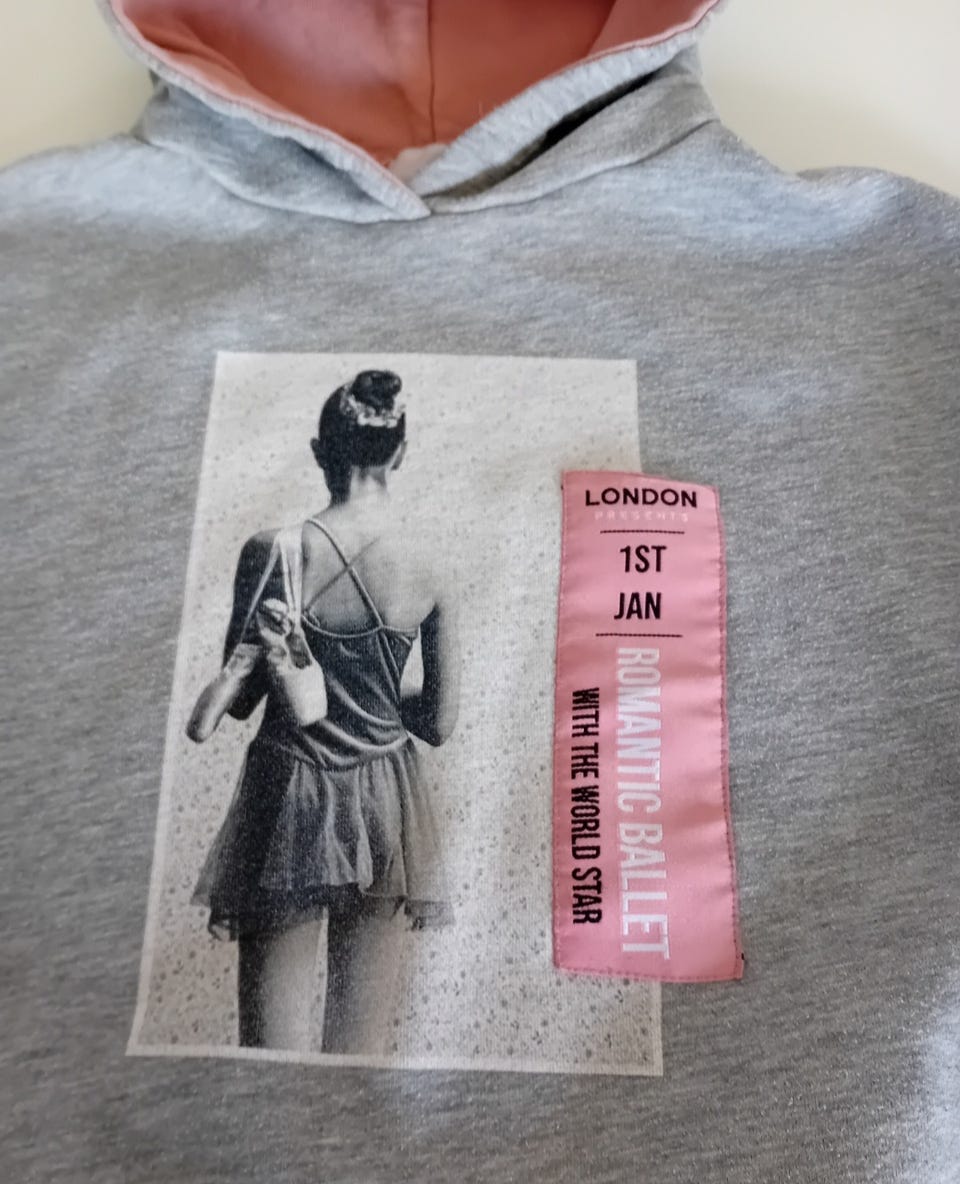 LONDON
PRESENTS
1ST
JAN
ROMANTIC BALLET
WITH THE WORLD STAR